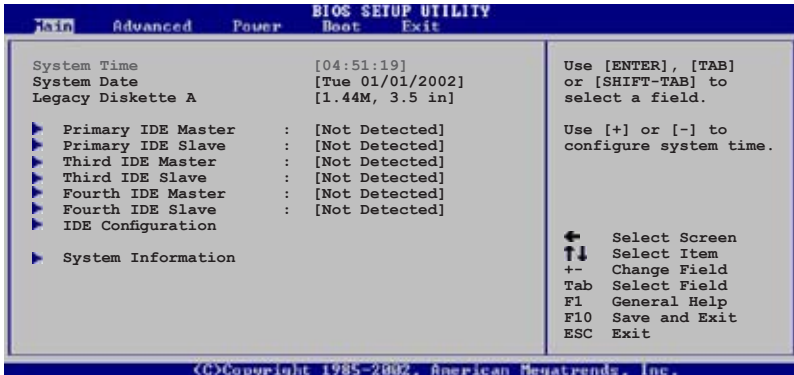 BIOS SETUP UTILITY
Main Advanced Power Boot Exit
System Time [04:51:19]
System Date [Tue 01/01/2002]
Legacy Diskette A [1.44M, 3.5 in]
Primary IDE Master : [Not Detected]
Primary IDE Slave : [Not Detected]
Third IDE Master : [Not Detected]
Third IDE Slave : [Not Detected]
Fourth IDE Master : [Not Detected]
Fourth IDE Slave : [Not Detected]
IDE Configuration
System Information
Use [ENTER], [TAB]
or [SHIFT-TAB] to
select a field.
Use [+] or [-] to
configure system time.
Select Screen
↑↓ Select Item
+- Change Field
Tab Select Field
F1 General Help
F10 Save and Exit
ESC Exit
(C)Copyright 1985-2002, American Megatrends, Inc.